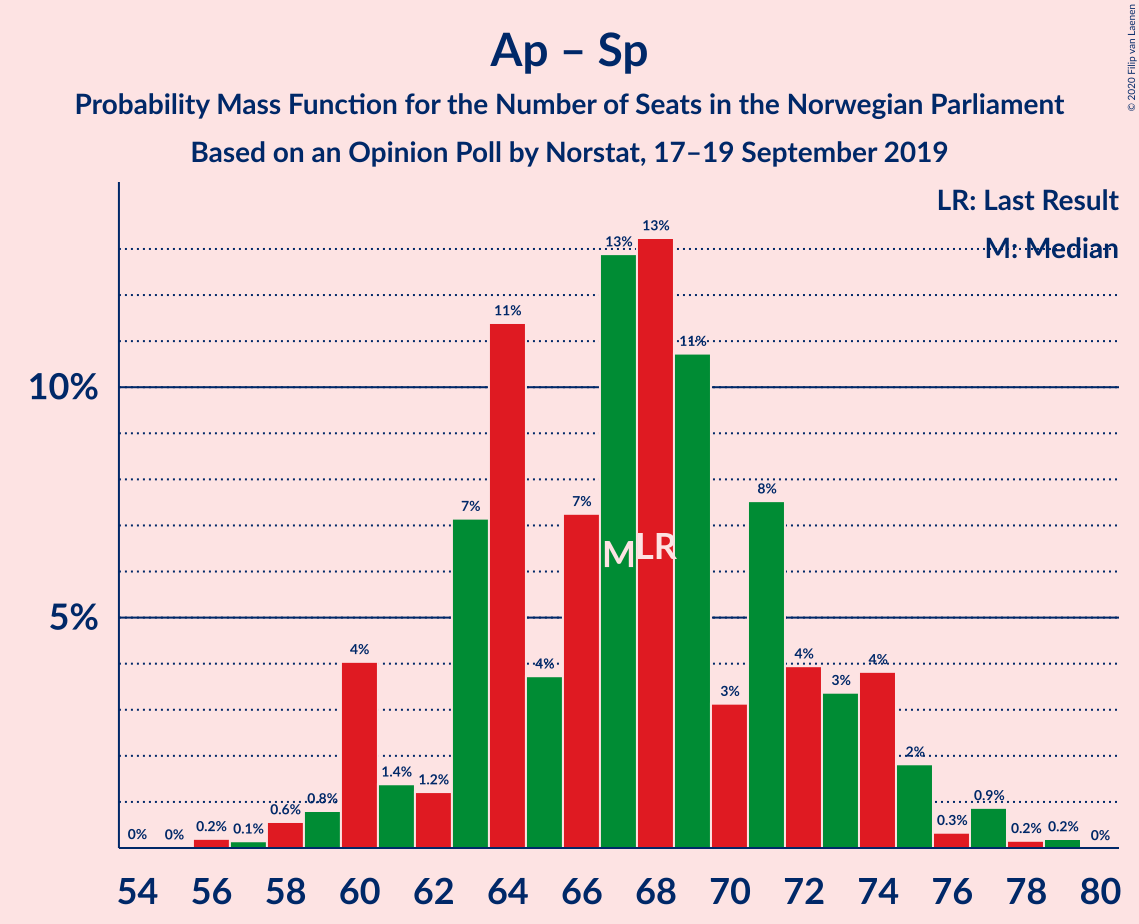 Ap – Sp
Probability Mass Function for the Number of Seats in the Norwegian Parliament
Based on an Opinion Poll by Norstat, 17–19 September 2019
© 2020 Filip van Laenen
LR: Last Result
M: Median
10%
5%
0% 0% 0.2% 0.1% 0.6% 0.8% 4% 1.4% 1.2% 7% 11% 4% 7% 13% 13% 11% 3% 8% 4% 3% 4% 2% 0.3% 0.9% 0.2% 0.2% 0%
M LR
54 56 58 60 62 64 66 68 70 72 74 76 78 80